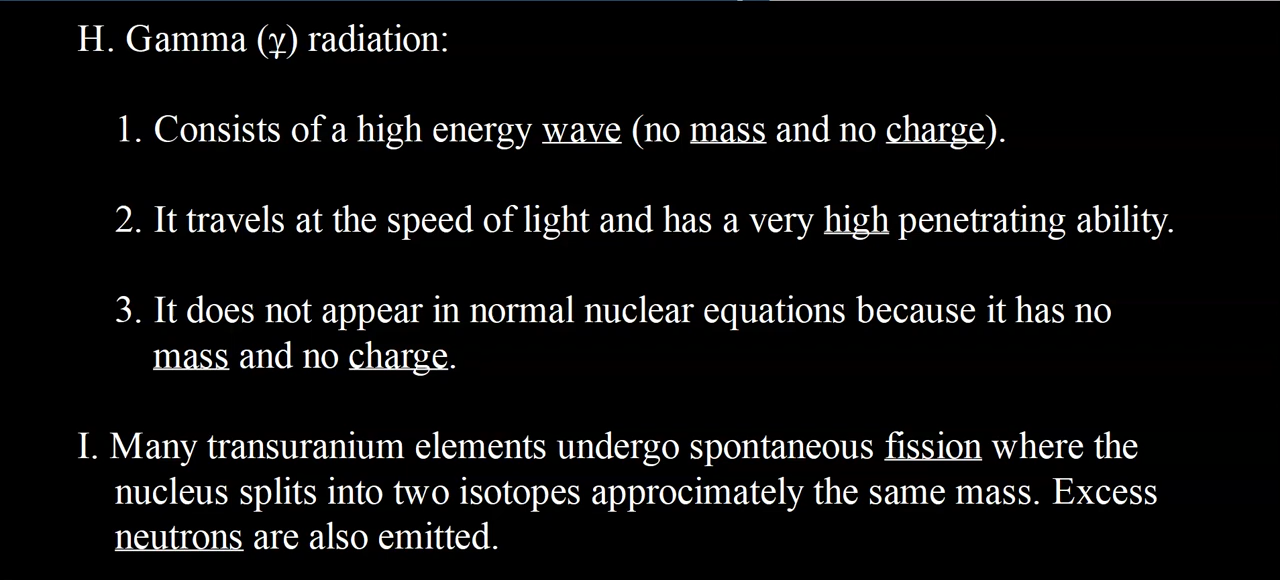 H. Gamma (γ) radiation:
1. Consists of a high energy wave (no mass and no charge).
2. It travels at the speed of light and has a very high penetrating ability.
3. It does not appear in normal nuclear equations because it has no
mass and no charge.
I. Many transuranium elements undergo spontaneous fission where the
nucleus splits into two isotopes approcimately the same mass. Excess
neutrons are also emitted.